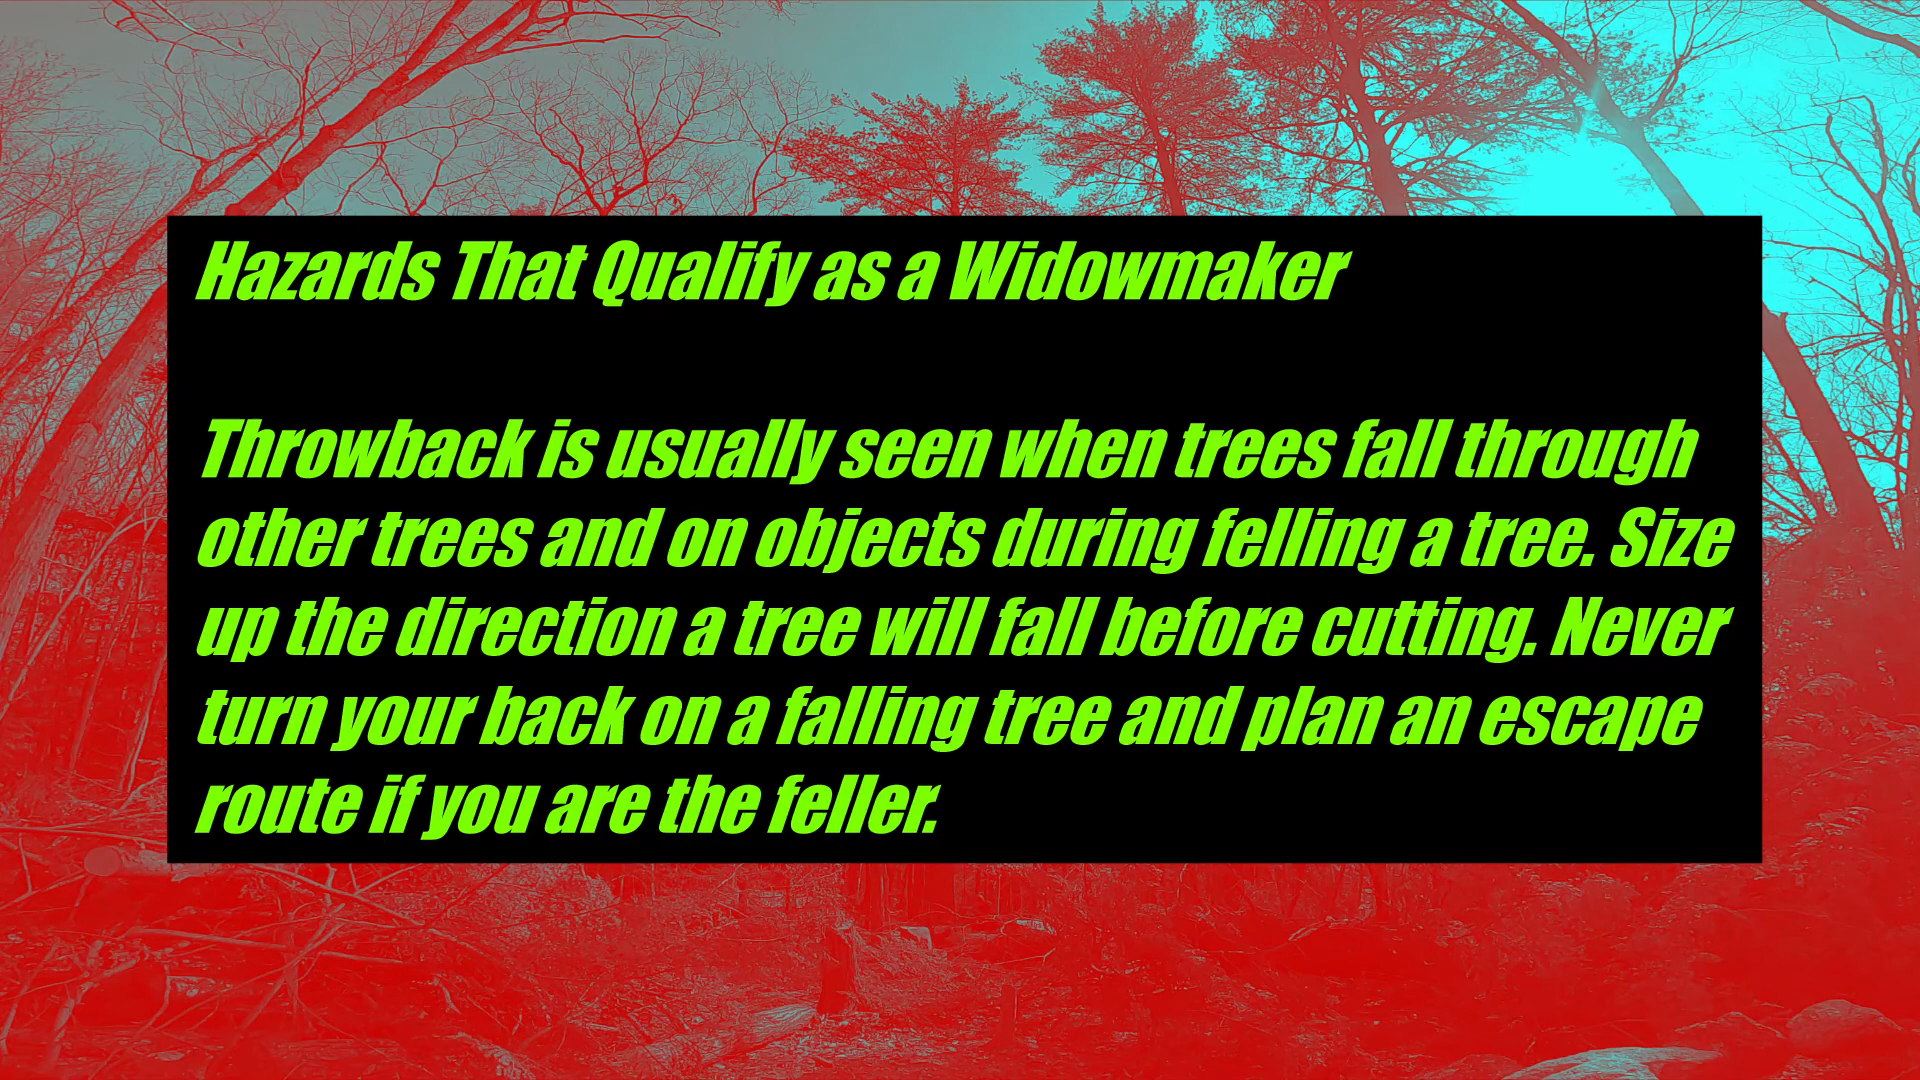 Hazards That Qualify as a Widowmaker
Throwback is usually seen when trees fall through
other trees and on objects during felling a tree. Size
up the direction a tree will fall before cutting. Never
turn your back on a falling tree and plan an escape
route if you are the feller.